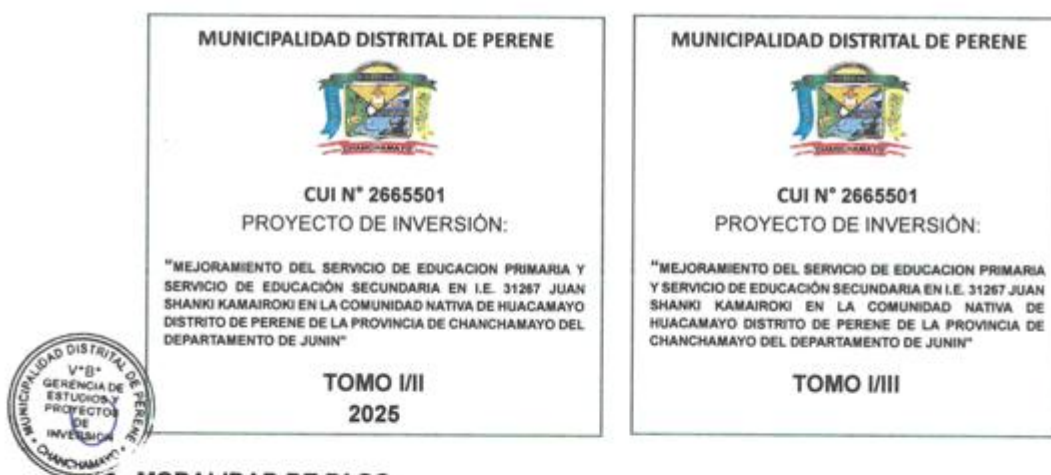 MUNICIPALIDAD DISTRITAL DE PERENE
CHANCHAMAYO
CUI N° 2665501
PROYECTO DE INVERSIÓN:
"MEJORAMIENTO DEL SERVICIO DE EDUCACION PRIMARIA Y
SERVICIO DE EDUCACIÓN SECUNDARIA EN I.E. 31267 JUAN
SHANKI KAMAIROKI EN LA COMUNIDAD NATIVA DE HUACAMAYO
DISTRITO DE PERENE DE LA PROVINCIA DE CHANCHAMAYO DEL
DEPARTAMENTO DE JUNIN"
TOMO I/II
2025
MUNICIPALIDAD DISTRITAL DE PERENE
CHANCHAMAYO
CUI N° 2665501
PROYECTO DE INVERSIÓN:
"MEJORAMIENTO DEL SERVICIO DE EDUCACION PRIMARIA
Y SERVICIO DE EDUCACIÓN SECUNDARIA EN I.E. 31267 JUAN
SHANKI KAMAIROKI EN LA COMUNIDAD NATIVA DE
HUACAMAYO DISTRITO DE PERENE DE LA PROVINCIA DE
CHANCHAMAYO DEL DEPARTAMENTO DE JUNIN"
TOMO I/III
MUNICIPALIDAD DISTRITAL DE PERENE
V°B°
GERENCIA DE
ESTUDIOS Y
PROYECTOS
DE
INVERSIÓN
CHANCHAMAYO